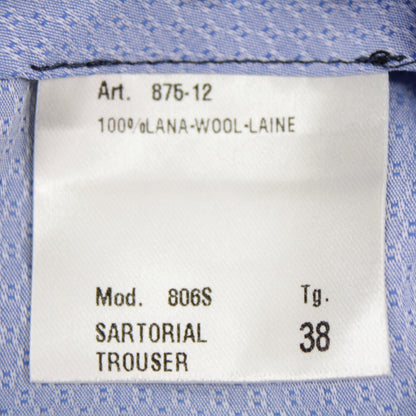 Art. 875-12
100%LANA-WOOL-LAINE
Mod. 806S Tg.
SARTORIAL 38
TROUSER